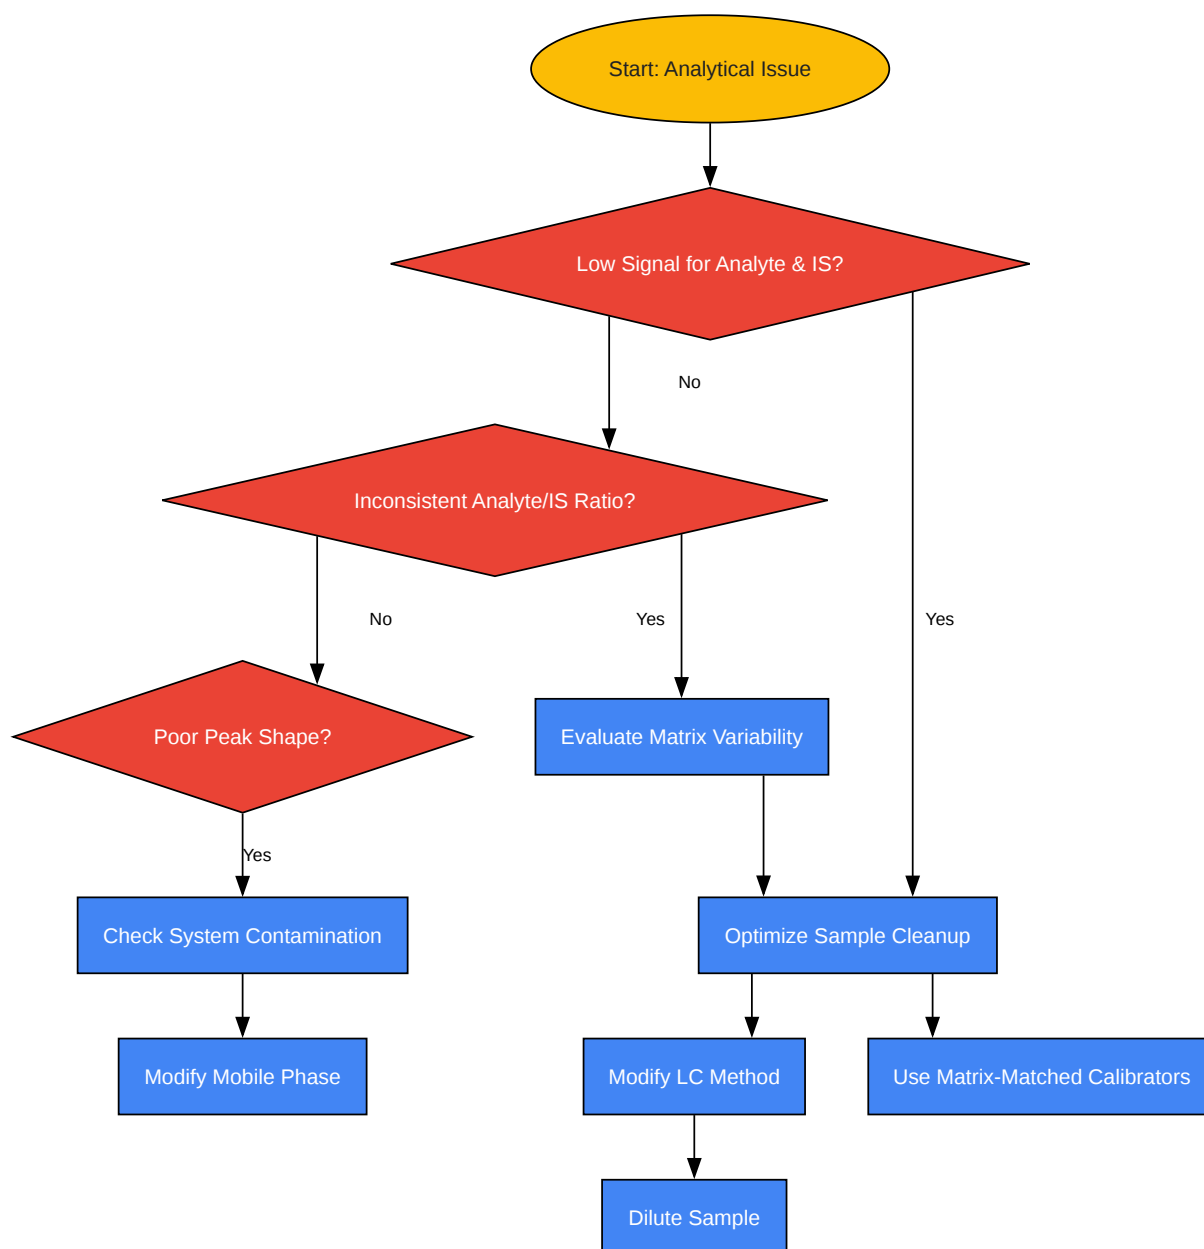 Start: Analytical Issue
Low Signal for Analyte & IS?
No
Inconsistent Analyte/IS Ratio?
No
Yes
Yes
Poor Peak Shape?
Evaluate Matrix Variability
Yes
Check System Contamination
Optimize Sample Cleanup
Modify Mobile Phase
Modify LC Method
Use Matrix-Matched Calibrators
Dilute Sample